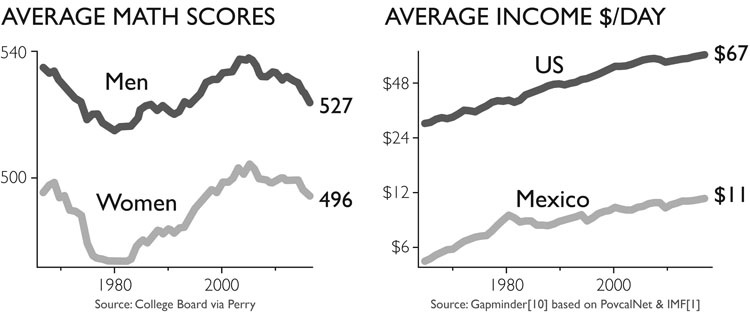 AVERAGE MATH SCORES
540
Men
527
500
Women
496
1980
2000
Source: College Board via Perry
AVERAGE INCOME $/DAY
US
$67
$48
$24
$12
Mexico
$11
$6
1980
2000
Source: Gapminder[10] based on PovcalNet & IMF[1]